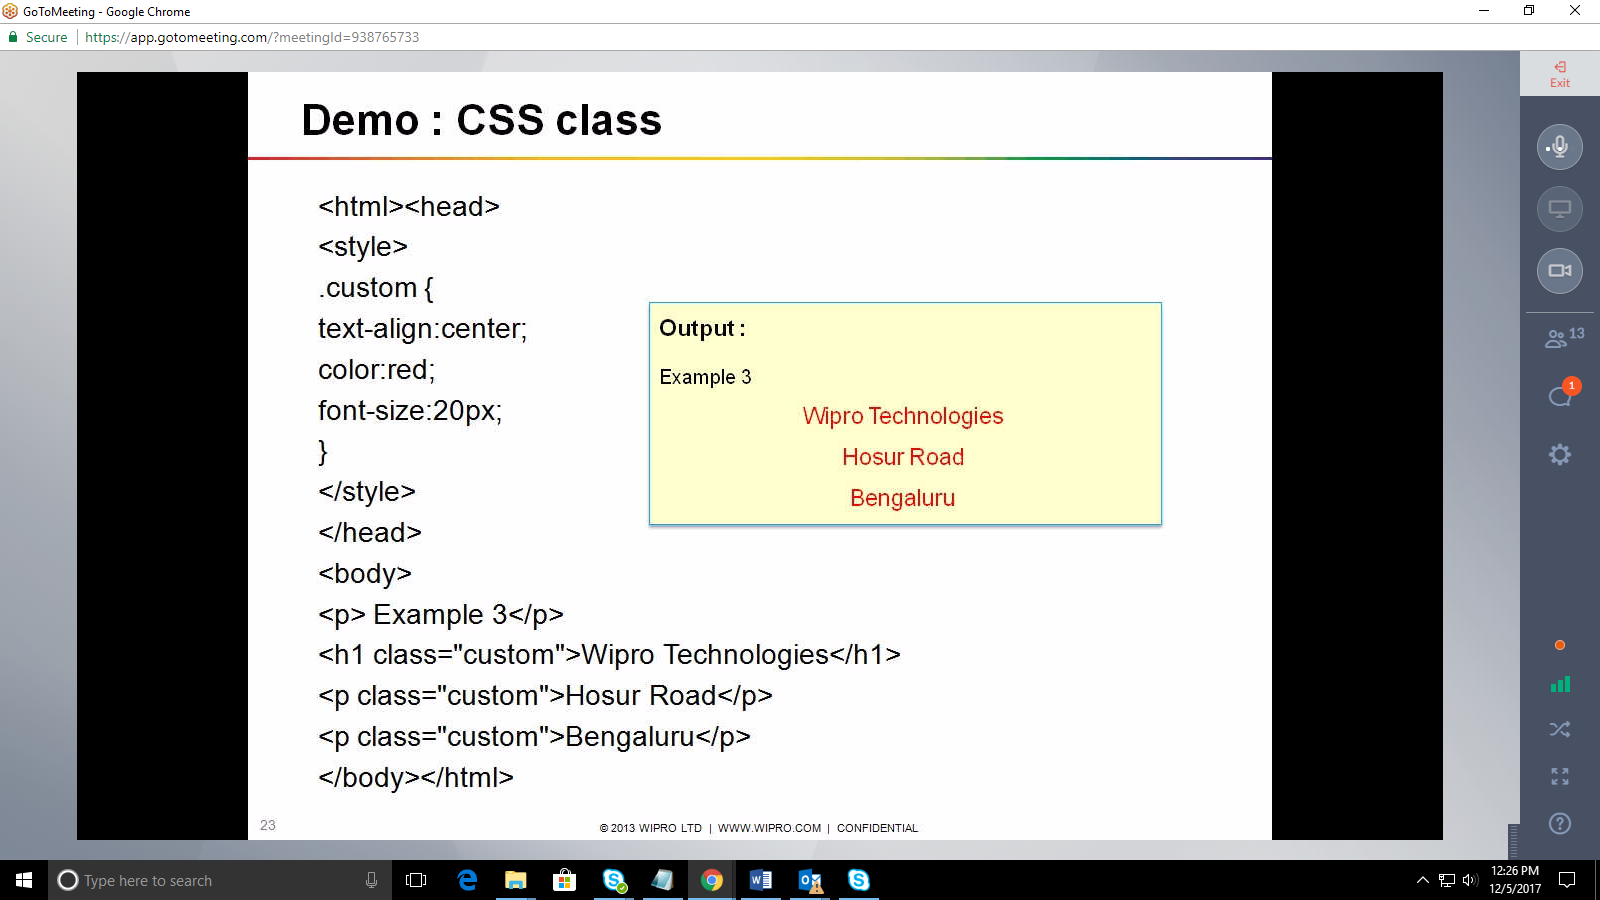 GoToMeeting - Google Chrome
Secure
https://app.gotomeeting.com/?meetingId=938765733
Exit
Demo : CSS class
<html><head>
<style>
.custom {
text-align:center;
color:red;
font-size:20px;
}
</style>
</head>
<body>
<p> Example 3</p>
<h1 class="custom">Wipro Technologies</h1>
<p class="custom">Hosur Road</p>
<p class="custom">Bengaluru</p>
</body></html>
Output :
Example 3
Wipro Technologies
Hosur Road
Bengaluru
23
© 2013 WIPRO LTD | WWW.WIPRO.COM | CONFIDENTIAL
13
1
Type here to search
12:26 PM
12/5/2017